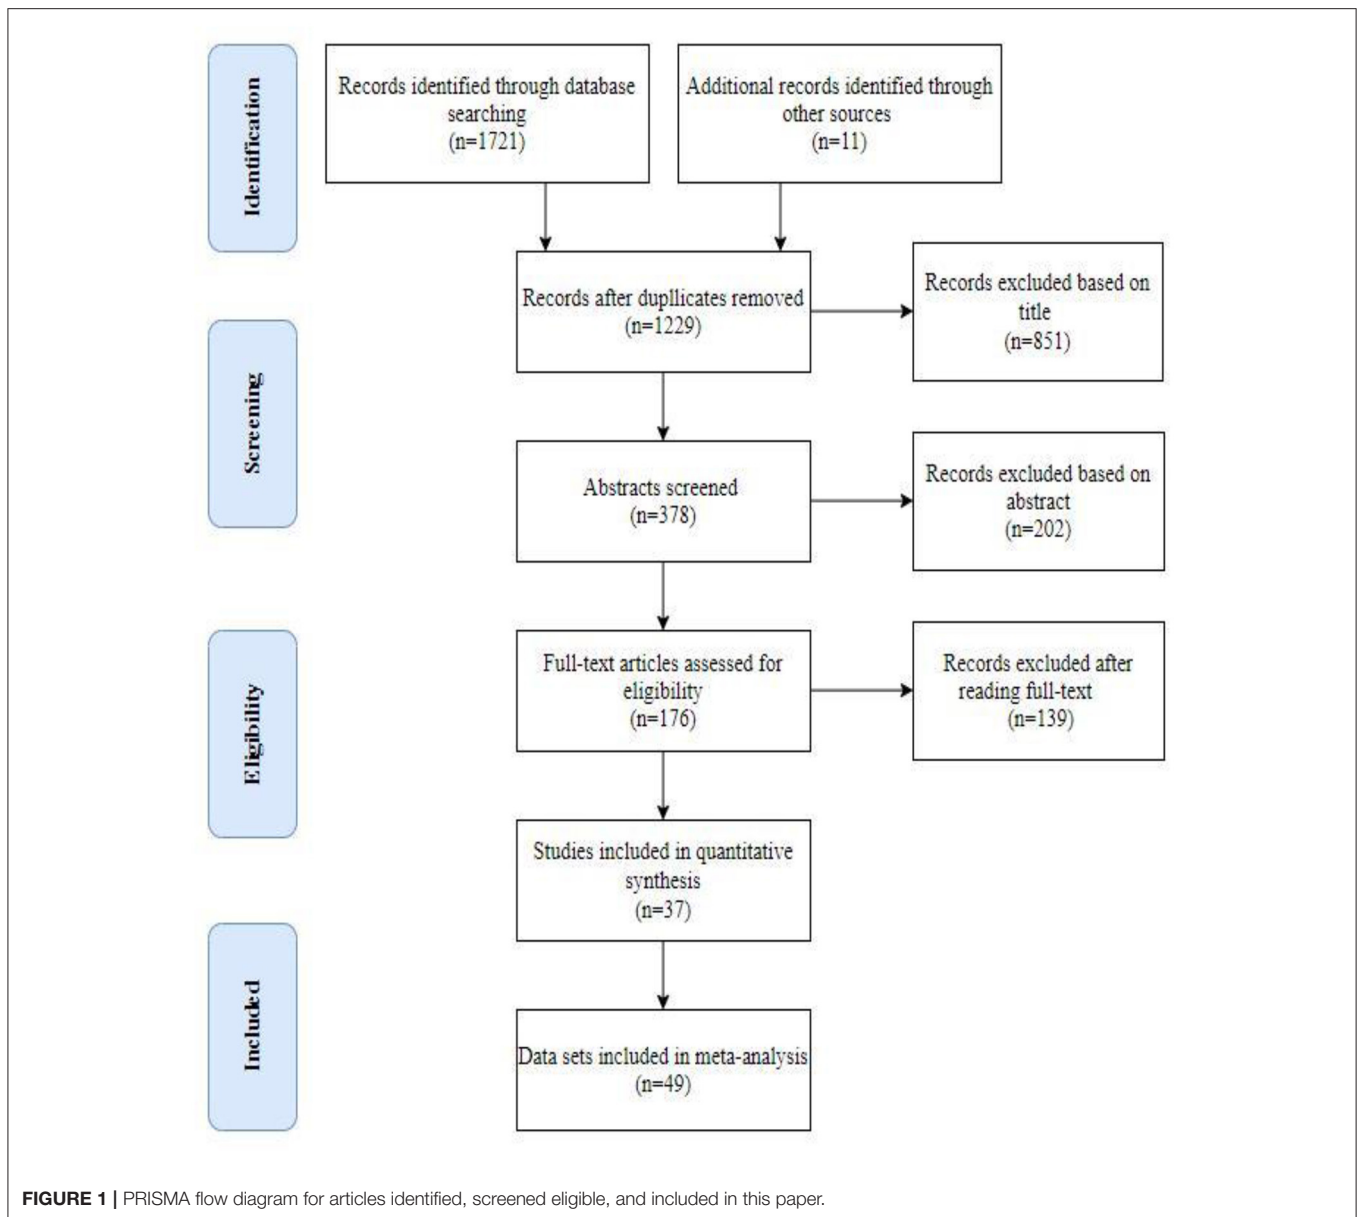 Identification
Records identified through database
searching
(n=1721)
Additional records identified through
other sources
(n=11)
Records after dupllicates removed
(n=1229)
Records excluded based on
title
(n=851)
Screening
Abstracts screened
(n=378)
Records excluded based on
abstract
(n=202)
Eligibility
Full-text articles assessed for
eligibility
(n=176)
Records excluded after
reading full-text
(n=139)
Studies included in quantitative
synthesis
(n=37)
Included
Data sets included in meta-analysis
(n=49)
FIGURE 1 | PRISMA flow diagram for articles identified, screened eligible, and included in this paper.